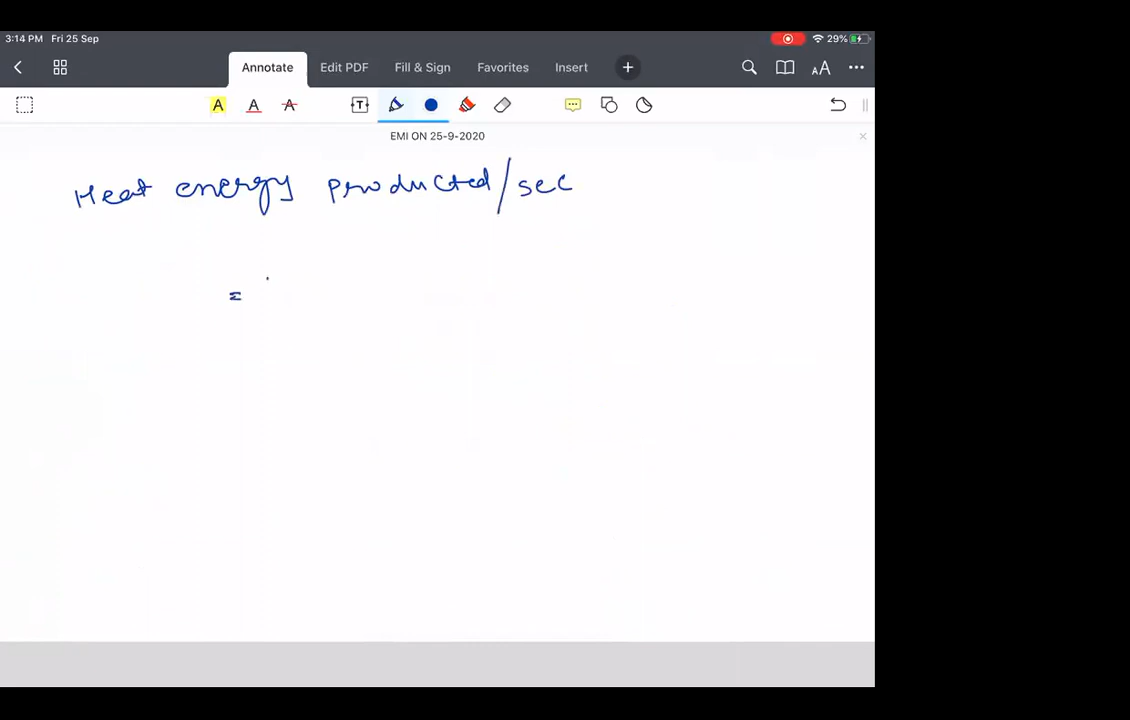 3:14 PM Fri 25 Sep 29%
Annotate Edit PDF Fill & Sign Favorites Insert
EMI ON 25-9-2020
Heat energy producted/sec
=